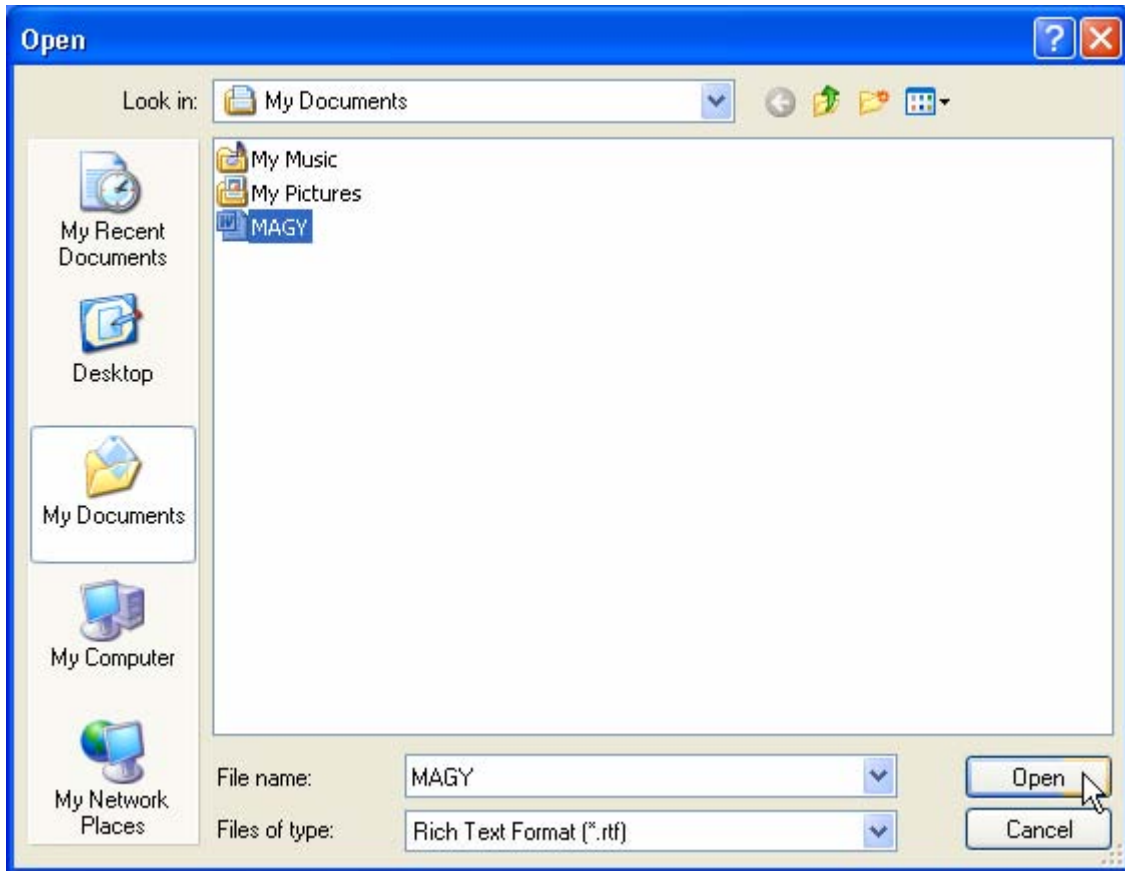 Open
Look in:
My Documents
My Music
My Pictures
MAGY
My Recent
Documents
Desktop
My Documents
My Computer
My Network
Places
File name:
MAGY
Open
Files of type:
Rich Text Format (*.rtf)
Cancel